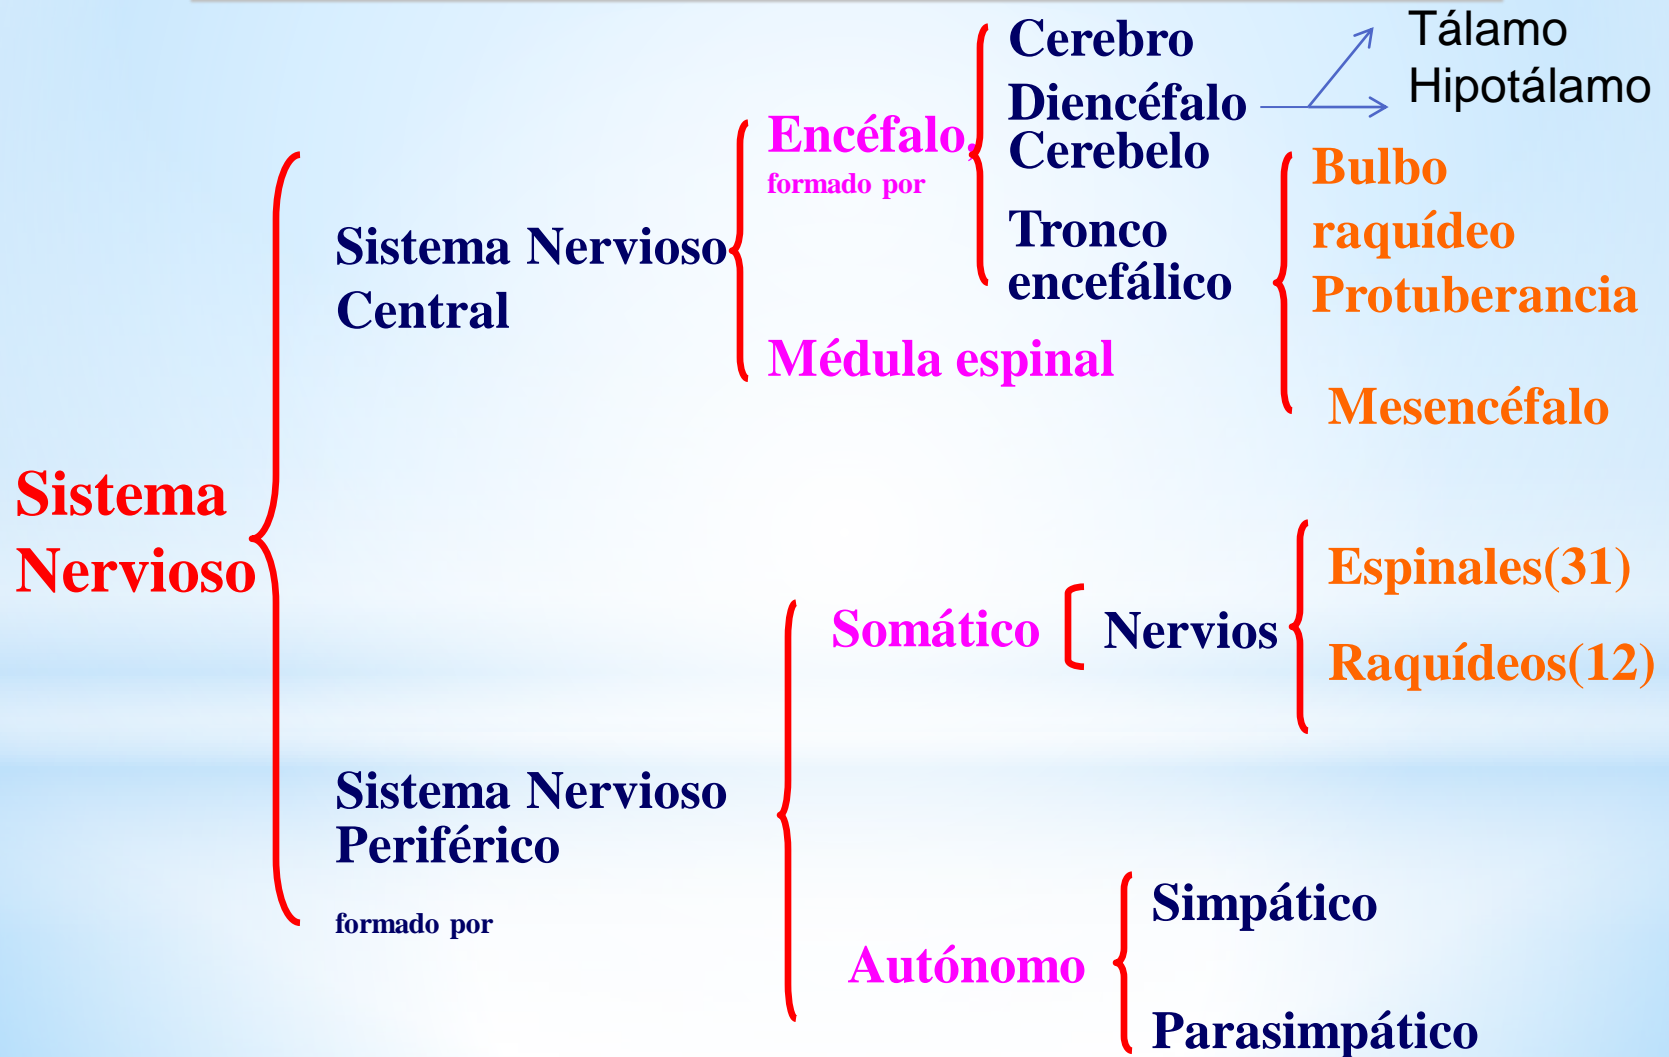 Sistema
Nervioso
Sistema Nervioso
Central
Encéfalo,
formado por
Cerebro
Diencéfalo
Tálamo
Hipotálamo
Cerebelo
Tronco
encefálico
Bulbo
raquídeo
Protuberancia
Mesencéfalo
Médula espinal
Sistema Nervioso
Periférico
formado por
Somático
Nervios
Espinales(31)
Raquídeos(12)
Autónomo
Simpático
Parasimpático